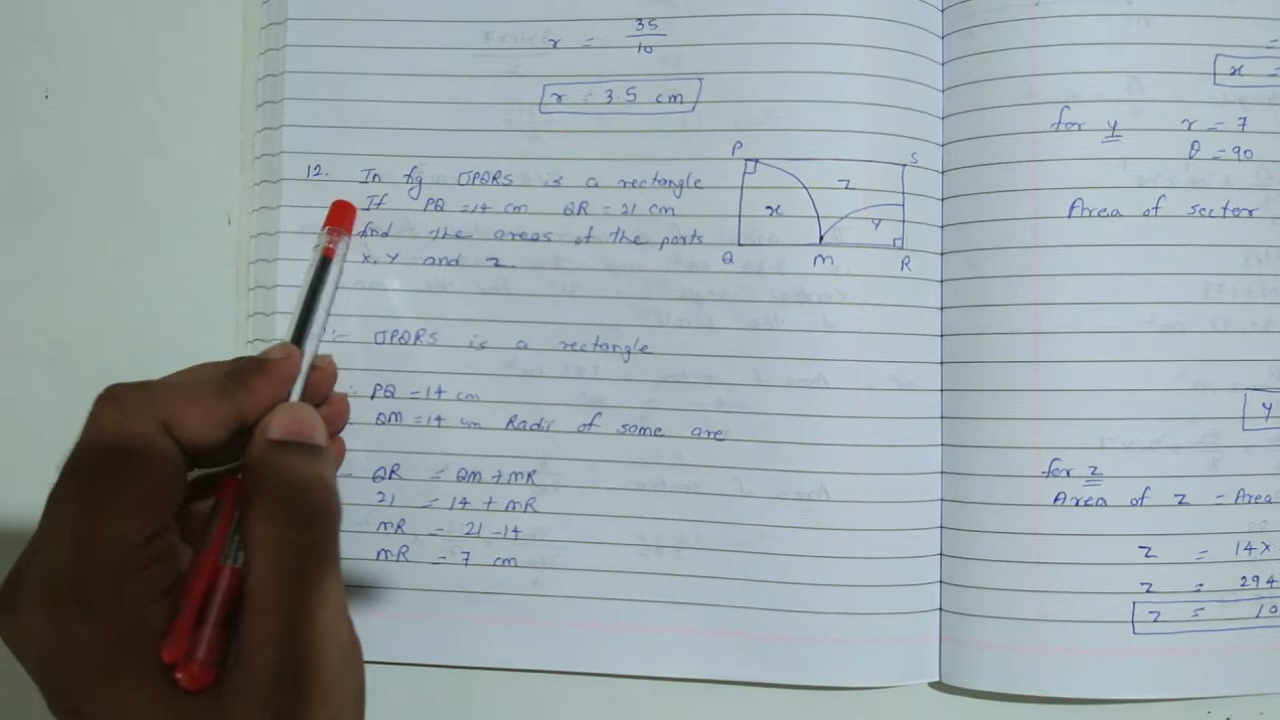 r = 35/10
r = 3.5 cm
12. In fig □PQRS is a rectangle
If PQ = 14 cm QR = 21 cm
find the areas of the parts
x, y and z.
P S
z
x
y
Q M R
:- □PQRS is a rectangle
∴ PQ = 14 cm
QM = 14 cm Radii of some arc
QR = QM + MR
21 = 14 + MR
MR = 21 - 14
MR = 7 cm
=
x =
for y r = 7
θ = 90
Area of sector
y
for z
Area of z = Area
z = 14 x
z = 294
z = 10